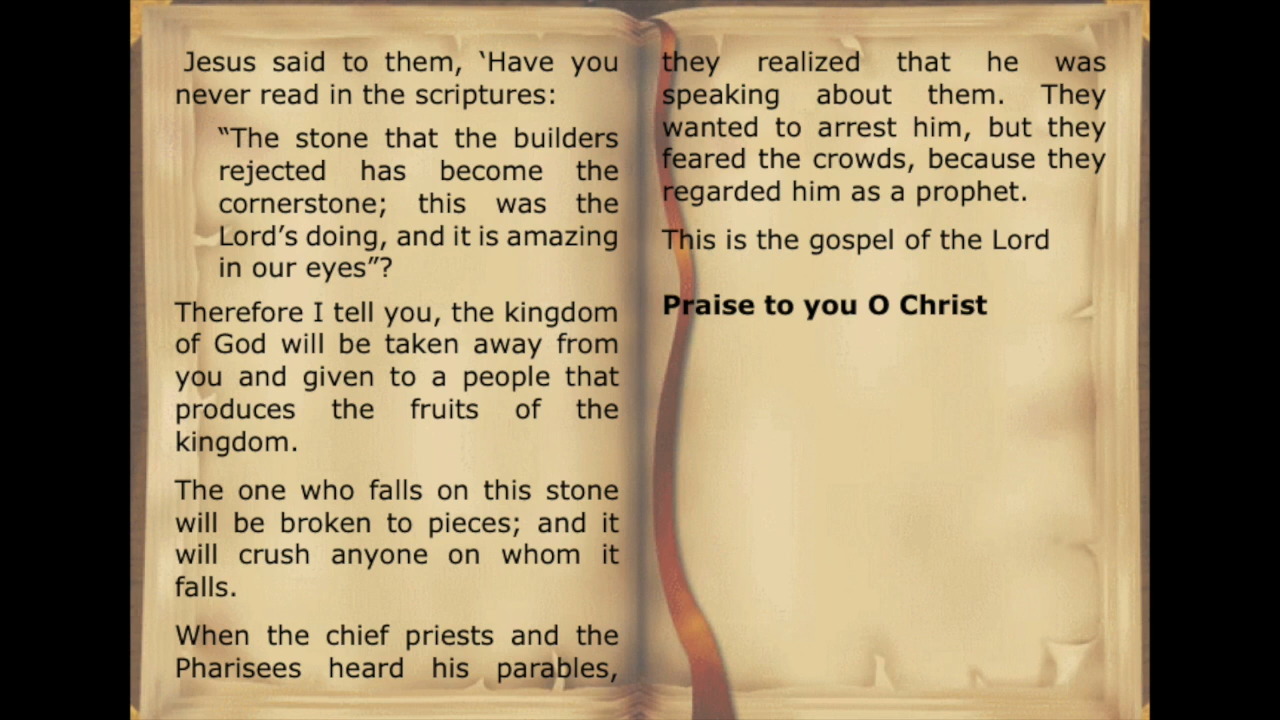 Jesus said to them, ‘Have you
never read in the scriptures:
“The stone that the builders
rejected has become the
cornerstone; this was the
Lord’s doing, and it is amazing
in our eyes”?
Therefore I tell you, the kingdom
of God will be taken away from
you and given to a people that
produces the fruits of the
kingdom.
The one who falls on this stone
will be broken to pieces; and it
will crush anyone on whom it
falls.
When the chief priests and the
Pharisees heard his parables,
they realized that he was
speaking about them. They
wanted to arrest him, but they
feared the crowds, because they
regarded him as a prophet.
This is the gospel of the Lord
Praise to you O Christ